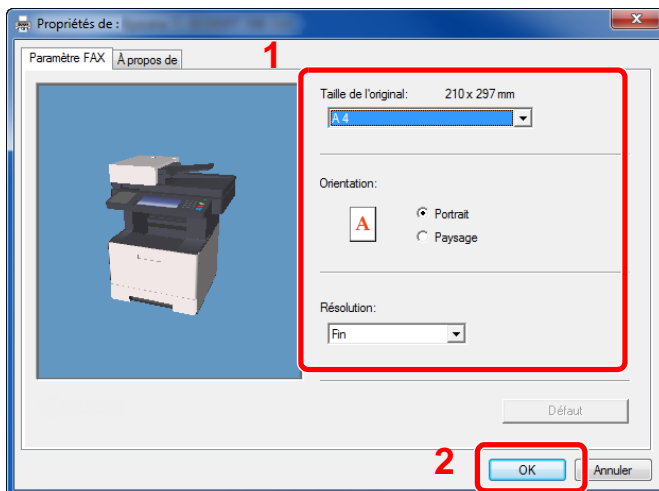 Propriétés de :
Paramètre FAX
À propos de
1
Taille de l'original: 210 x 297 mm
A4
Orientation:
A
Portrait
Paysage
Résolution:
Fin
Défaut
2
OK
Annuler